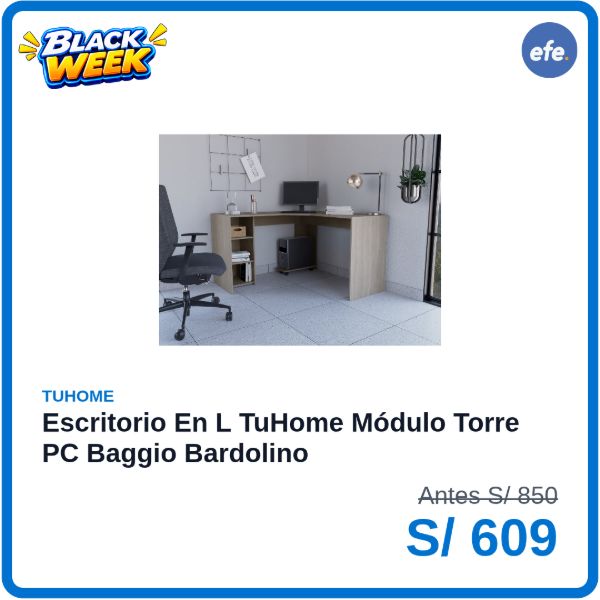 BLACK
WEEK
efe.
TUHOME
Escritorio En L TuHome Módulo Torre
PC Baggio Bardolino
Antes S/ 850
S/ 609